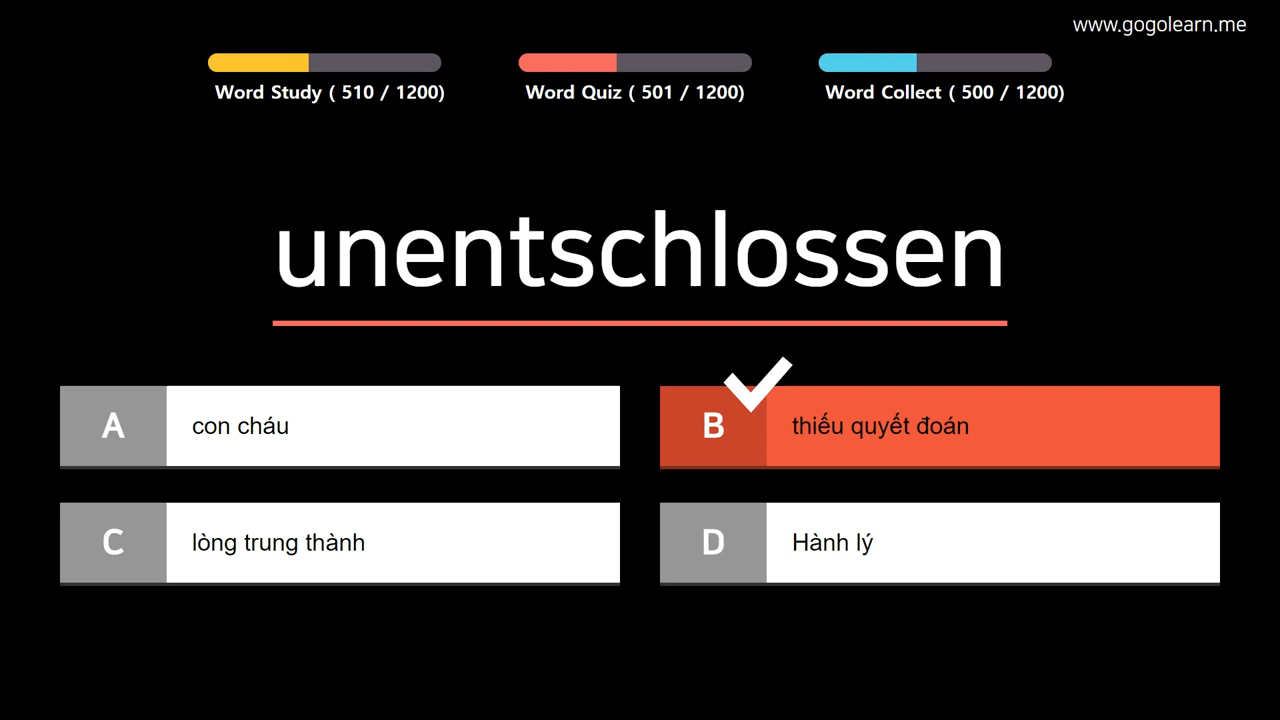 www.gogolearn.me
Word Study ( 510 / 1200)
Word Quiz ( 501 / 1200)
Word Collect ( 500 / 1200)
unentschlossen
A con cháu
B thiếu quyết đoán
C lòng trung thành
D Hành lý